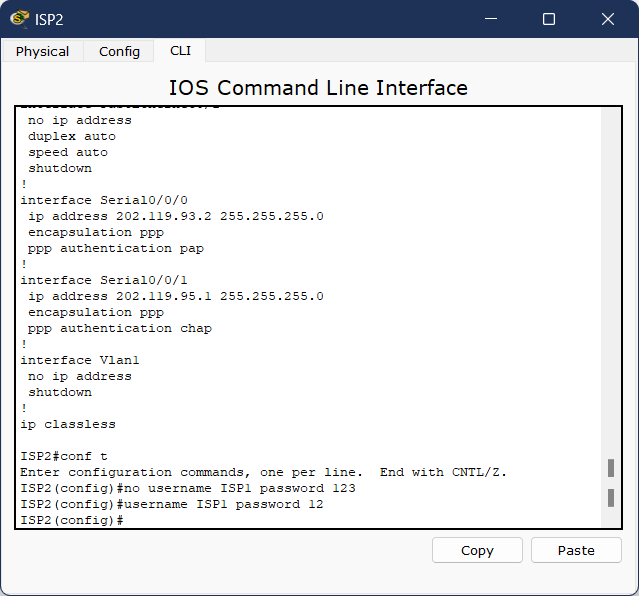 ISP2
Physical Config CLI
IOS Command Line Interface
no ip address
duplex auto
speed auto
shutdown
!
interface Serial0/0/0
ip address 202.119.93.2 255.255.255.0
encapsulation ppp
ppp authentication pap
!
interface Serial0/0/1
ip address 202.119.95.1 255.255.255.0
encapsulation ppp
ppp authentication chap
!
interface Vlan1
no ip address
shutdown
!
ip classless
ISP2#conf t
Enter configuration commands, one per line.  End with CNTL/Z.
ISP2(config)#no username ISP1 password 123
ISP2(config)#username ISP1 password 12
ISP2(config)#
Copy Paste